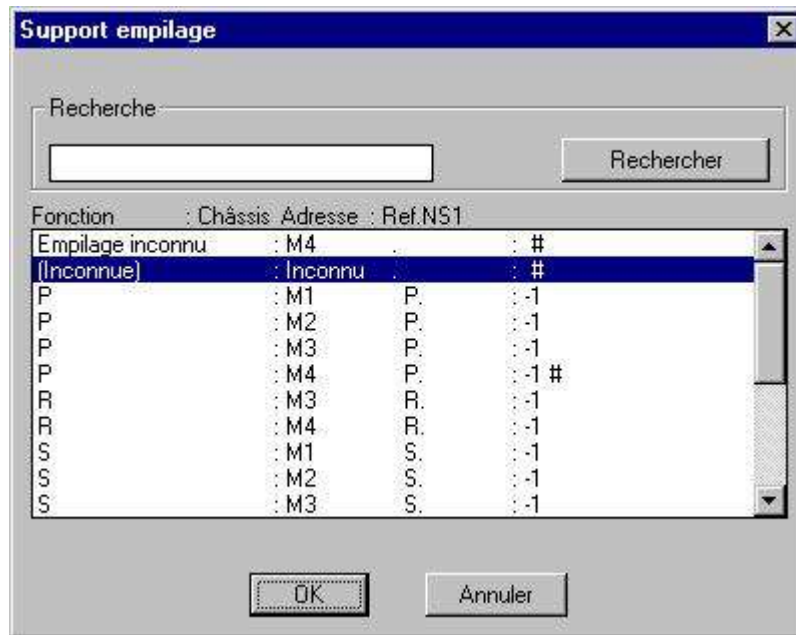 Support empilage
Recherche
Rechercher
Fonction : Châssis Adresse : Ref.NS1
Empilage inconnu : M4 . : #
(Inconnue) : Inconnu . : #
P : M1 P. : -1
P : M2 P. : -1
P : M3 P. : -1
P : M4 P. : -1 #
R : M3 R. : -1
R : M4 R. : -1
S : M1 S. : -1
S : M2 S. : -1
S : M3 S. : -1
OK Annuler